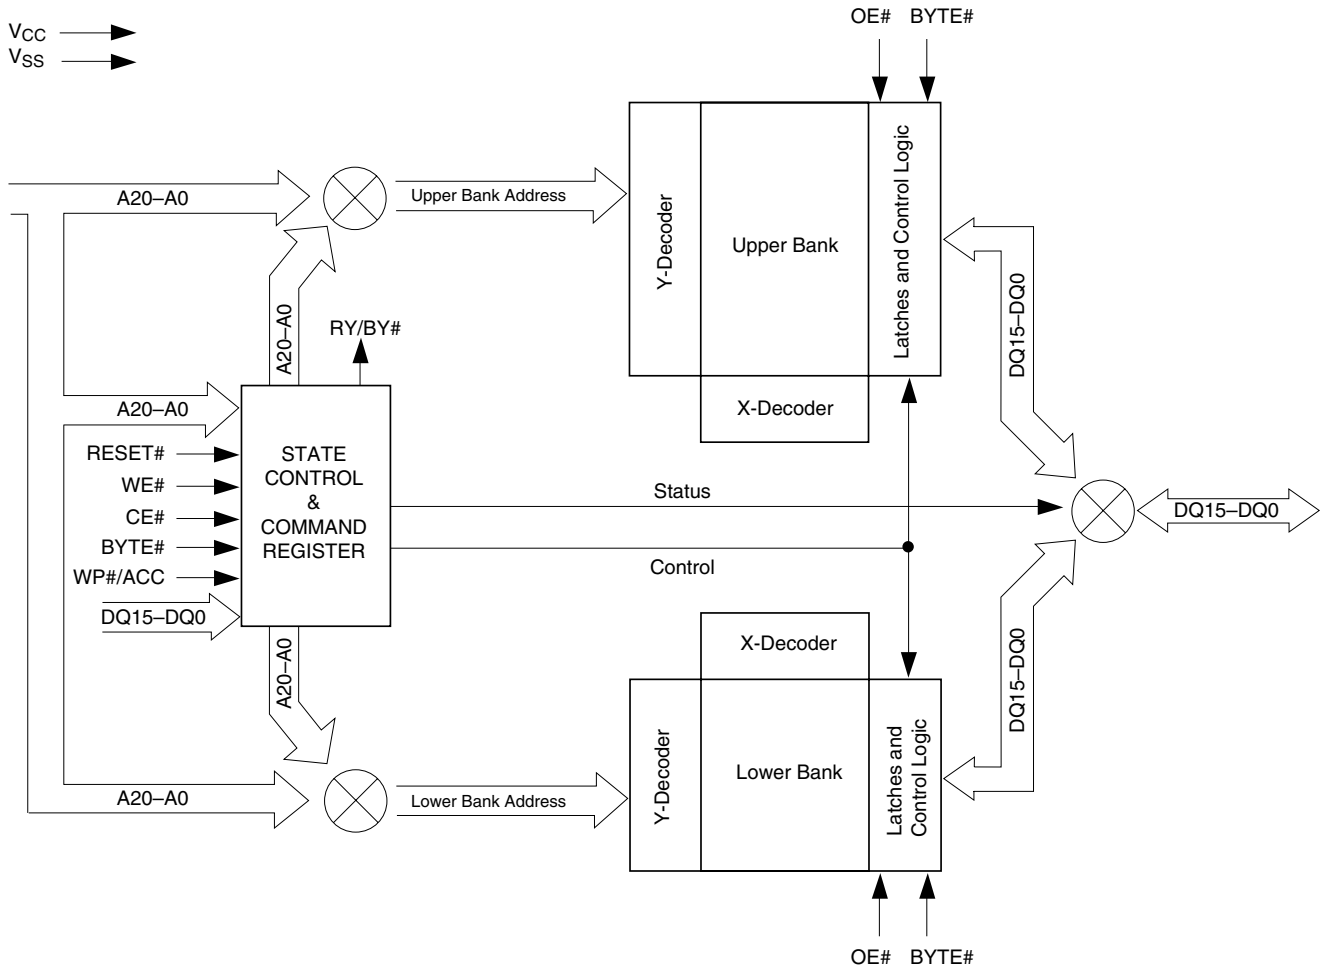 VCC
VSS
OE# BYTE#
A20–A0
Upper Bank Address
Y-Decoder
Upper Bank
Latches and Control Logic
X-Decoder
DQ15–DQ0
A20–A0
RY/BY#
A20–A0
RESET#
WE#
CE#
BYTE#
WP#/ACC
DQ15–DQ0
STATE
CONTROL
&
COMMAND
REGISTER
Status
Control
DQ15–DQ0
A20–A0
X-Decoder
DQ15–DQ0
A20–A0
Lower Bank Address
Y-Decoder
Lower Bank
Latches and
Control Logic
OE# BYTE#